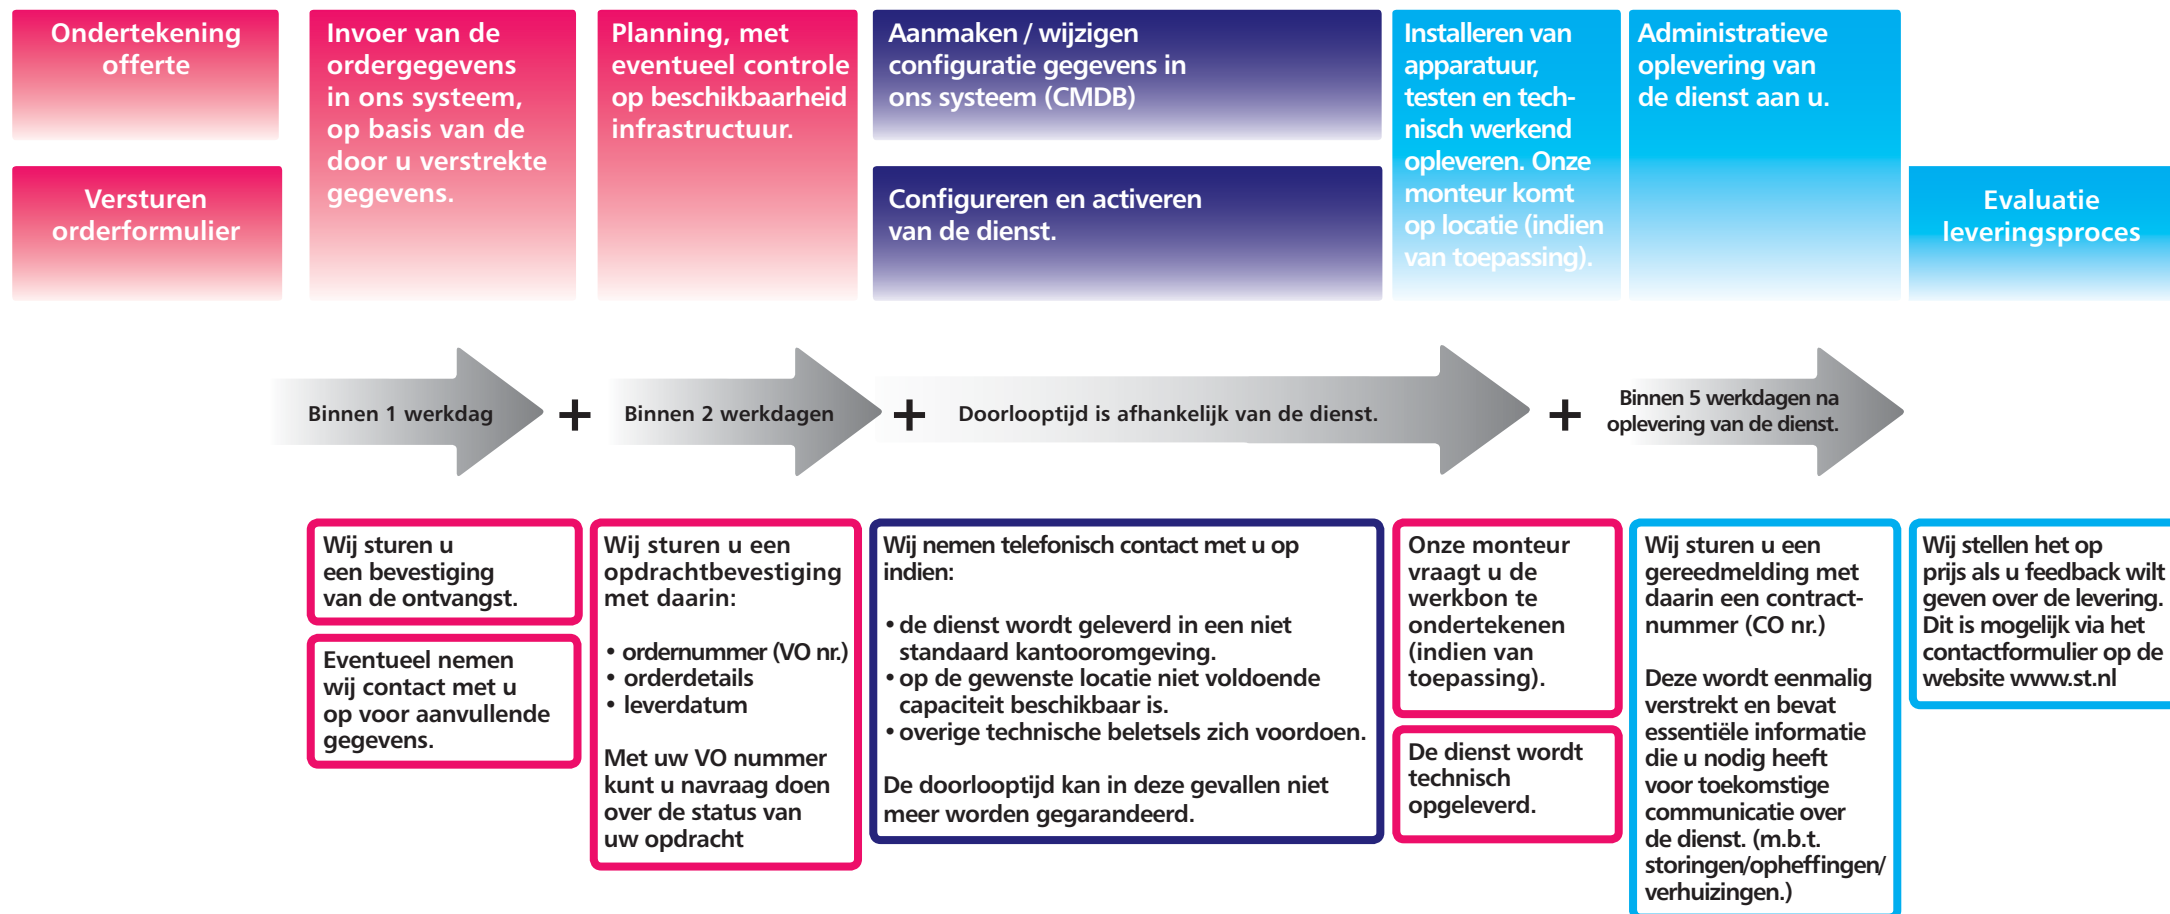 Ondertekening
offerte
Versturen
orderformulier
Invoer van de
ordergegevens
in ons systeem,
op basis van de
door u verstrekte
gegevens.
Planning, met
eventueel controle
op beschikbaarheid
infrastructuur.
Aanmaken / wijzigen
configuratie gegevens in
ons systeem (CMDB)
Configureren en activeren
van de dienst.
Installeren van
apparatuur,
testen en tech-
nisch werkend
opleveren. Onze
monteur komt
op locatie (indien
van toepassing).
Administratieve
oplevering van
de dienst aan u.
Evaluatie
leveringsproces
Binnen 1 werkdag
+
Binnen 2 werkdagen
+
Doorlooptijd is afhankelijk van de dienst.
+
Binnen 5 werkdagen na
oplevering van de dienst.
Wij sturen u
een bevestiging
van de ontvangst.
Eventueel nemen
wij contact met u
op voor aanvullende
gegevens.
Wij sturen u een
opdrachtbevestiging
met daarin:
• ordernummer (VO nr.)
• orderdetails
• leverdatum
Met uw VO nummer
kunt u navraag doen
over de status van
uw opdracht
Wij nemen telefonisch contact met u op
indien:
• de dienst wordt geleverd in een niet
standaard kantooromgeving.
• op de gewenste locatie niet voldoende
capaciteit beschikbaar is.
• overige technische beletsels zich voordoen.
De doorlooptijd kan in deze gevallen niet
meer worden gegarandeerd.
Onze monteur
vraagt u de
werkbon te
ondertekenen
(indien van
toepassing).
De dienst wordt
technisch
opgeleverd.
Wij sturen u een
gereedmelding met
daarin een contract-
nummer (CO nr.)
Deze wordt eenmalig
verstrekt en bevat
essentiële informatie
die u nodig heeft
voor toekomstige
communicatie over
de dienst. (m.b.t.
storingen/opheffingen/
verhuizingen.)
Wij stellen het op
prijs als u feedback wilt
geven over de levering.
Dit is mogelijk via het
contactformulier op de
website www.st.nl